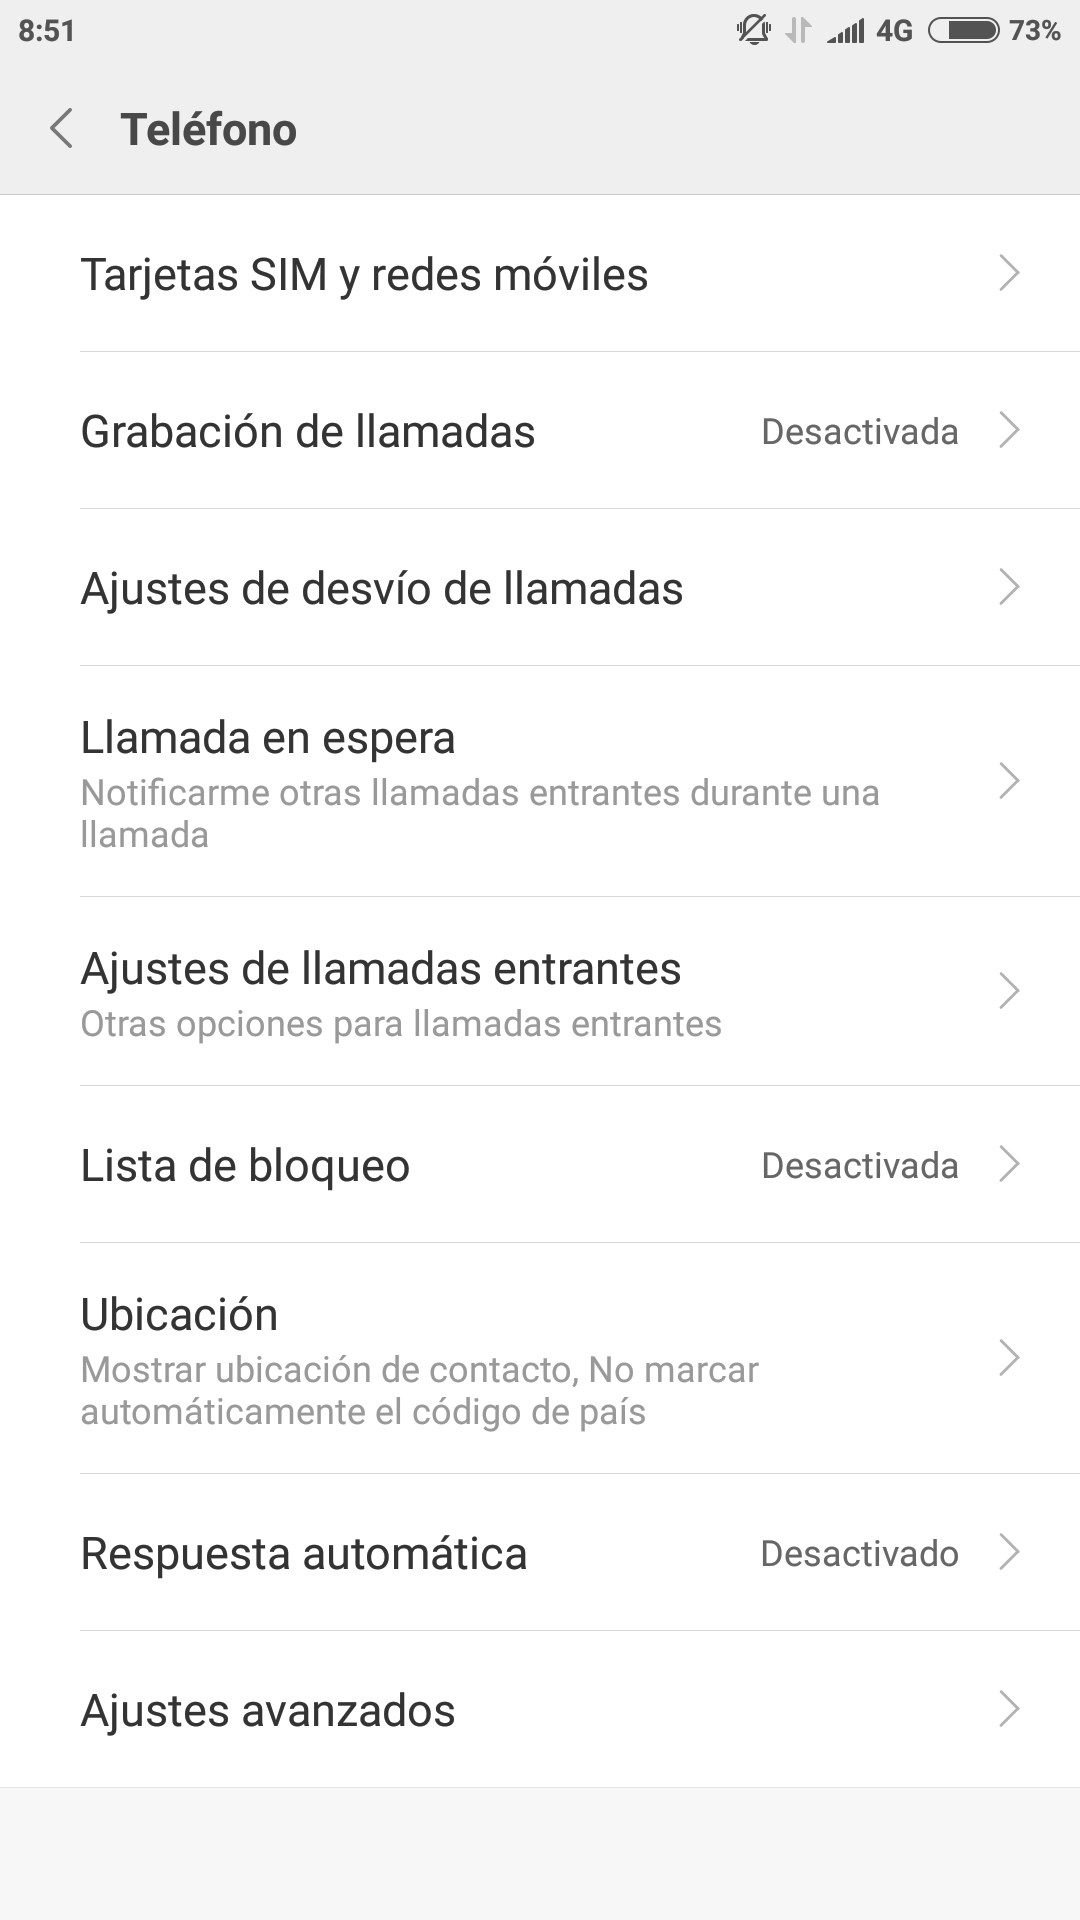 8:51 4G 73%
Teléfono
Tarjetas SIM y redes móviles
Grabación de llamadas Desactivada
Ajustes de desvío de llamadas
Llamada en espera
Notificarme otras llamadas entrantes durante una
llamada
Ajustes de llamadas entrantes
Otras opciones para llamadas entrantes
Lista de bloqueo Desactivada
Ubicación
Mostrar ubicación de contacto, No marcar
automáticamente el código de país
Respuesta automática Desactivado
Ajustes avanzados